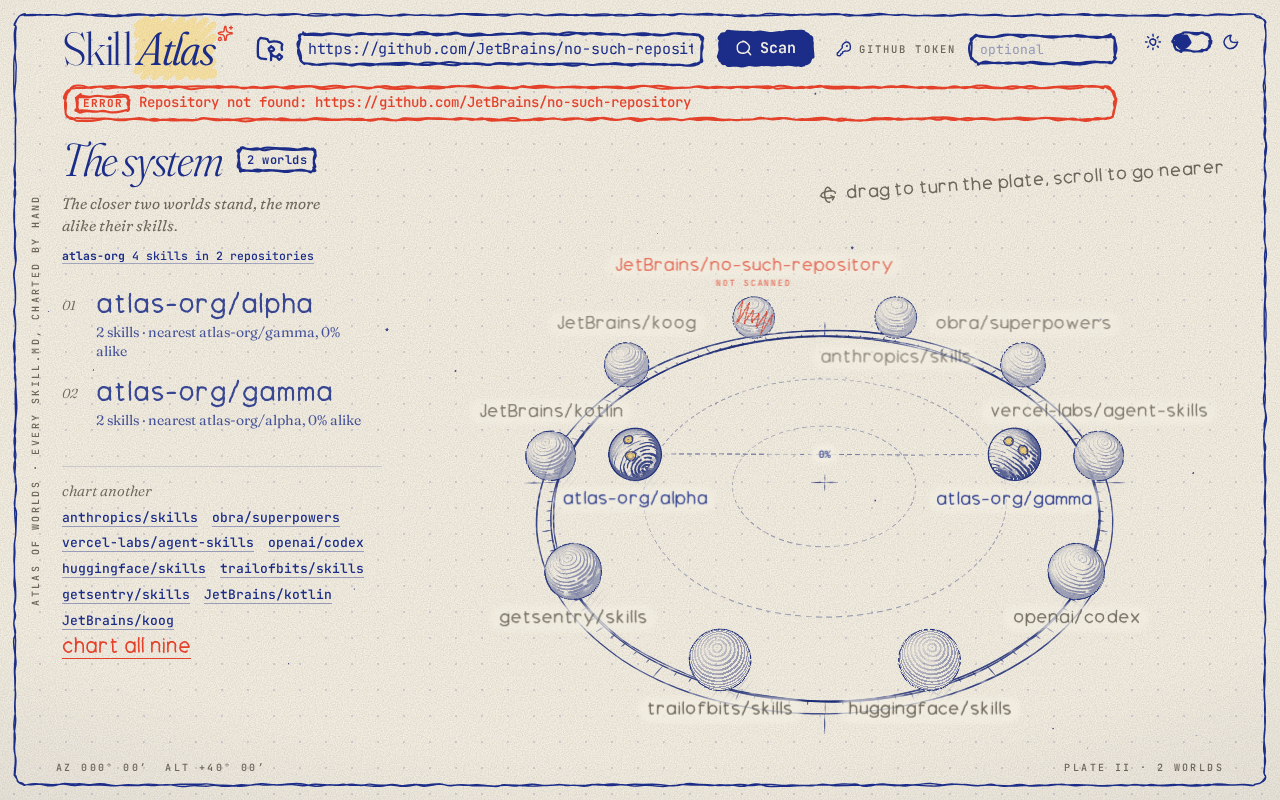 Skill Atlas
https://github.com/JetBrains/no-such-reposit
Scan
GITHUB TOKEN
optional
ERROR Repository not found: https://github.com/JetBrains/no-such-repository
The system
2 worlds
The closer two worlds stand, the more
alike their skills.
atlas-org 4 skills in 2 repositories
01 atlas-org/alpha
2 skills · nearest atlas-org/gamma, 0%
alike
02 atlas-org/gamma
2 skills · nearest atlas-org/alpha, 0% alike
chart another
anthropics/skills obra/superpowers
vercel-labs/agent-skills openai/codex
huggingface/skills trailofbits/skills
getsentry/skills JetBrains/kotlin
JetBrains/koog
chart all nine
ATLAS OF WORLDS · EVERY SKILL.MD, CHARTED BY HAND
drag to turn the plate, scroll to go nearer
JetBrains/no-such-repository
NOT SCANNED
JetBrains/koog
obra/superpowers
anthropics/skills
JetBrains/kotlin
vercel-labs/agent-skills
0%
atlas-org/alpha
atlas-org/gamma
getsentry/skills
openai/codex
trailofbits/skills
huggingface/skills
AZ 000° 00′ ALT +40° 00′
PLATE II · 2 WORLDS